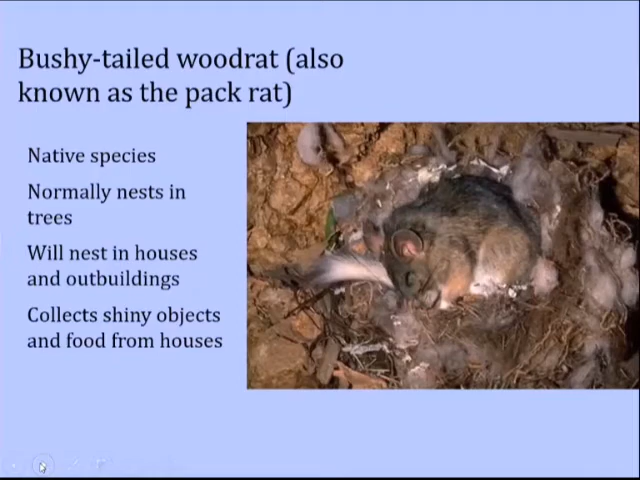 Bushy-tailed woodrat (also
known as the pack rat)
Native species
Normally nests in
trees
Will nest in houses
and outbuildings
Collects shiny objects
and food from houses